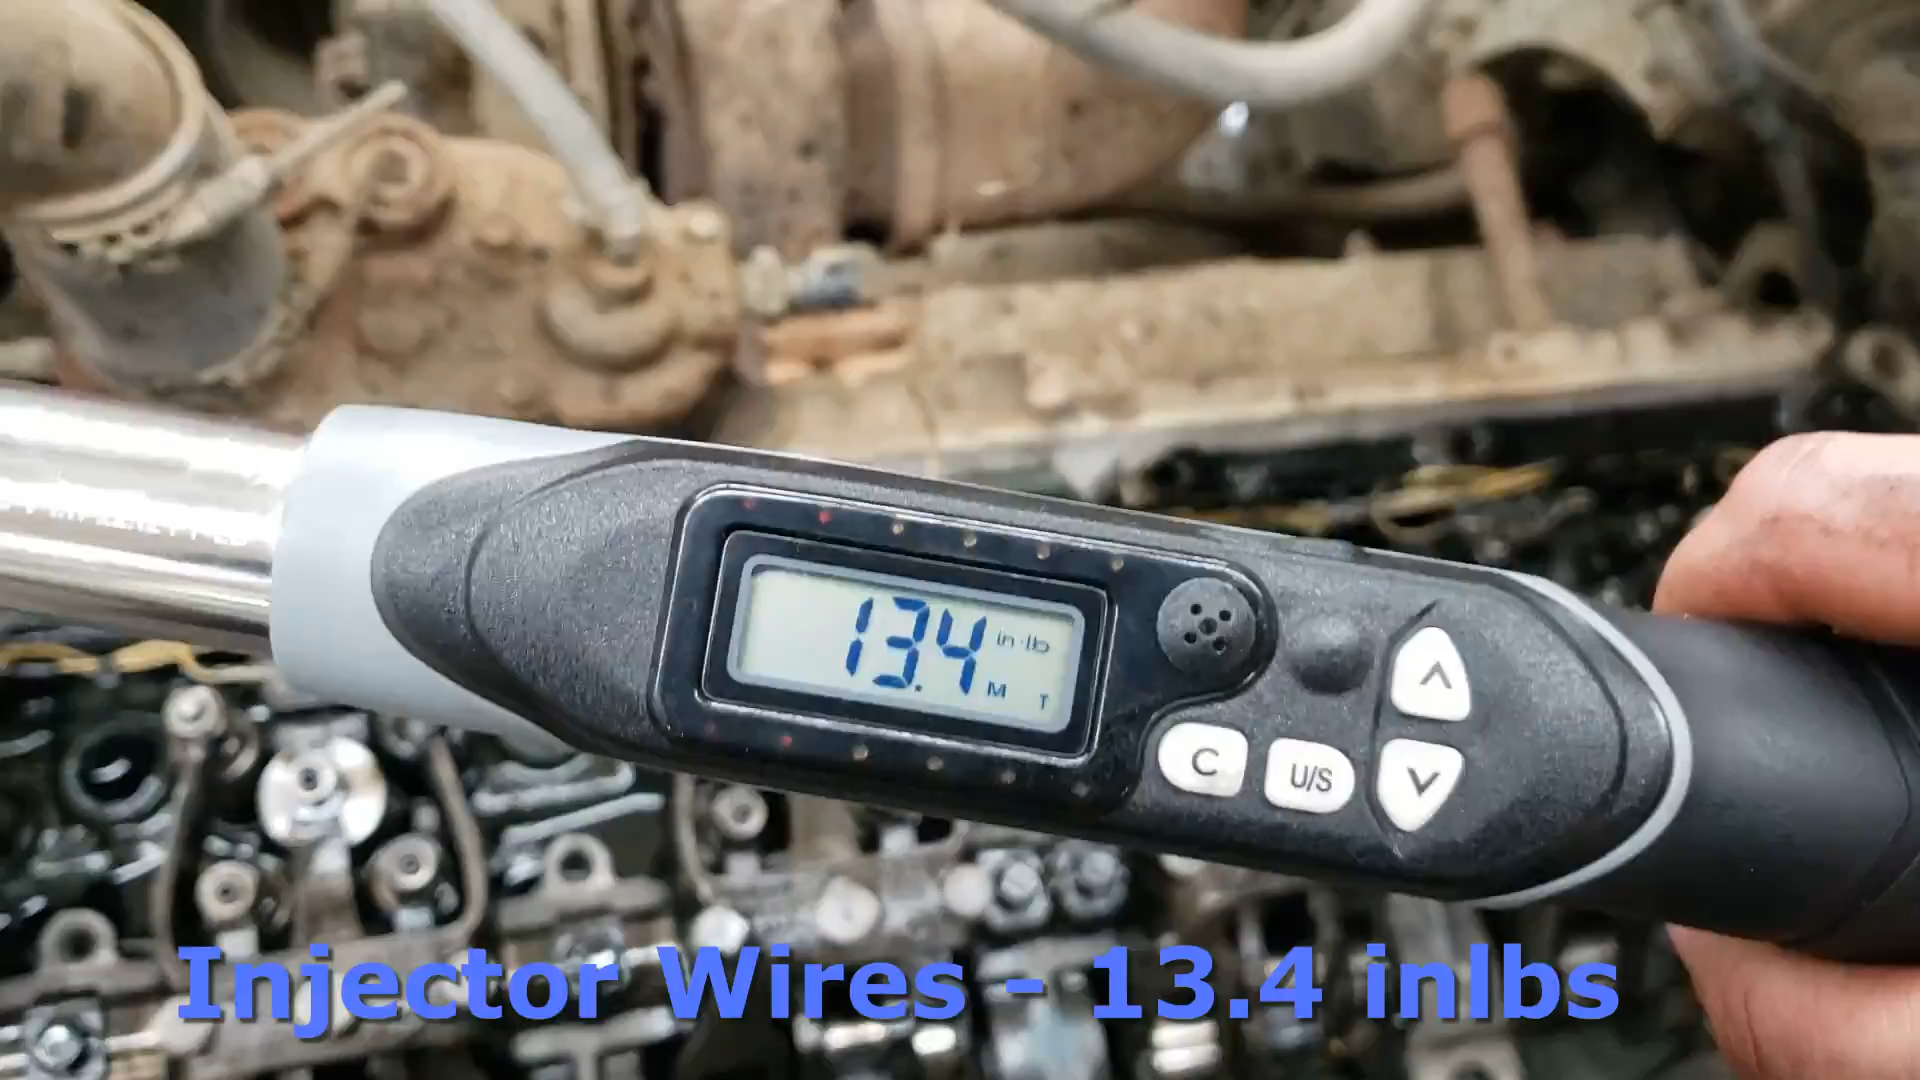 13.4 in·lb
M T
C
U/S
Injector Wires - 13.4 inlbs